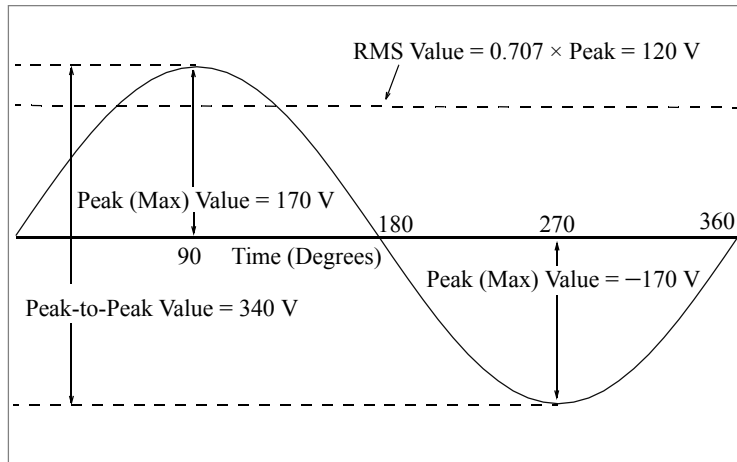 RMS Value = 0.707 × Peak = 120 V
Peak (Max) Value = 170 V
180
270
360
90
Time (Degrees)
Peak (Max) Value = −170 V
Peak-to-Peak Value = 340 V